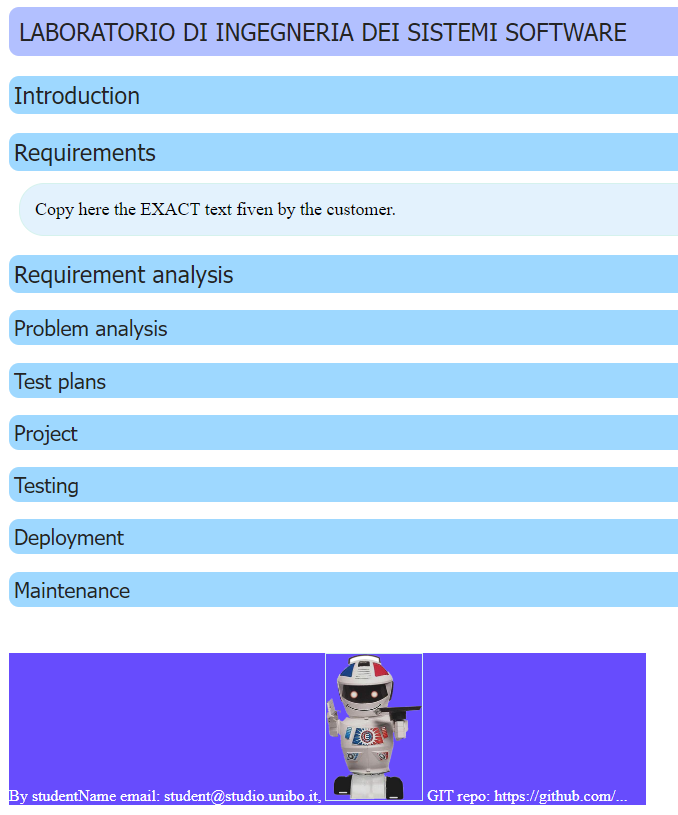 LABORATORIO DI INGEGNERIA DEI SISTEMI SOFTWARE
Introduction
Requirements
Copy here the EXACT text fiven by the customer.
Requirement analysis
Problem analysis
Test plans
Project
Testing
Deployment
Maintenance
E
By studentName email: student@studio.unibo.it, GIT repo: https://github.com/...